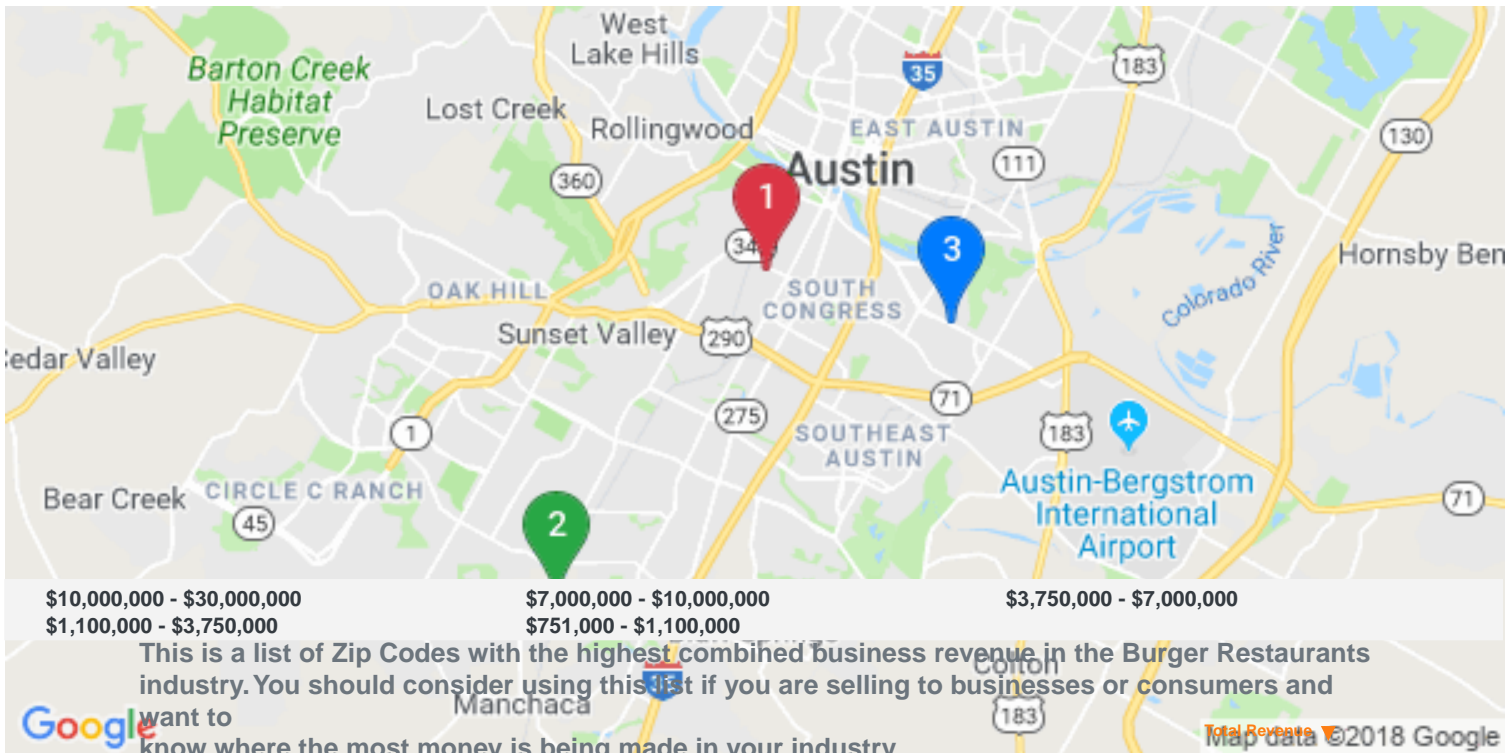 West
Lake Hills
Barton Creek
Habitat
Preserve
35
183
Lost Creek
Rollingwood
EAST AUSTIN
130
Austin
111
360
1
3
Hornsby Ben
Colorado River
OAK HILL
SOUTH
CONGRESS
Sunset Valley
290
edar Valley
71
275
1
183
SOUTHEAST
AUSTIN
Bear Creek
CIRCLE C RANCH
45
2
Austin-Bergstrom
International
Airport
71
$10,000,000 - $30,000,000
$7,000,000 - $10,000,000
$3,750,000 - $7,000,000
$1,100,000 - $3,750,000
$751,000 - $1,100,000
This is a list of Zip Codes with the highest combined business revenue in the Burger Restaurants
industry. You should consider using this list if you are selling to businesses or consumers and
want to
know where the most money is being made in your industry
Colton
Manchaca
35
183
Google
Total Revenue ▼
Map data ©2018 Google